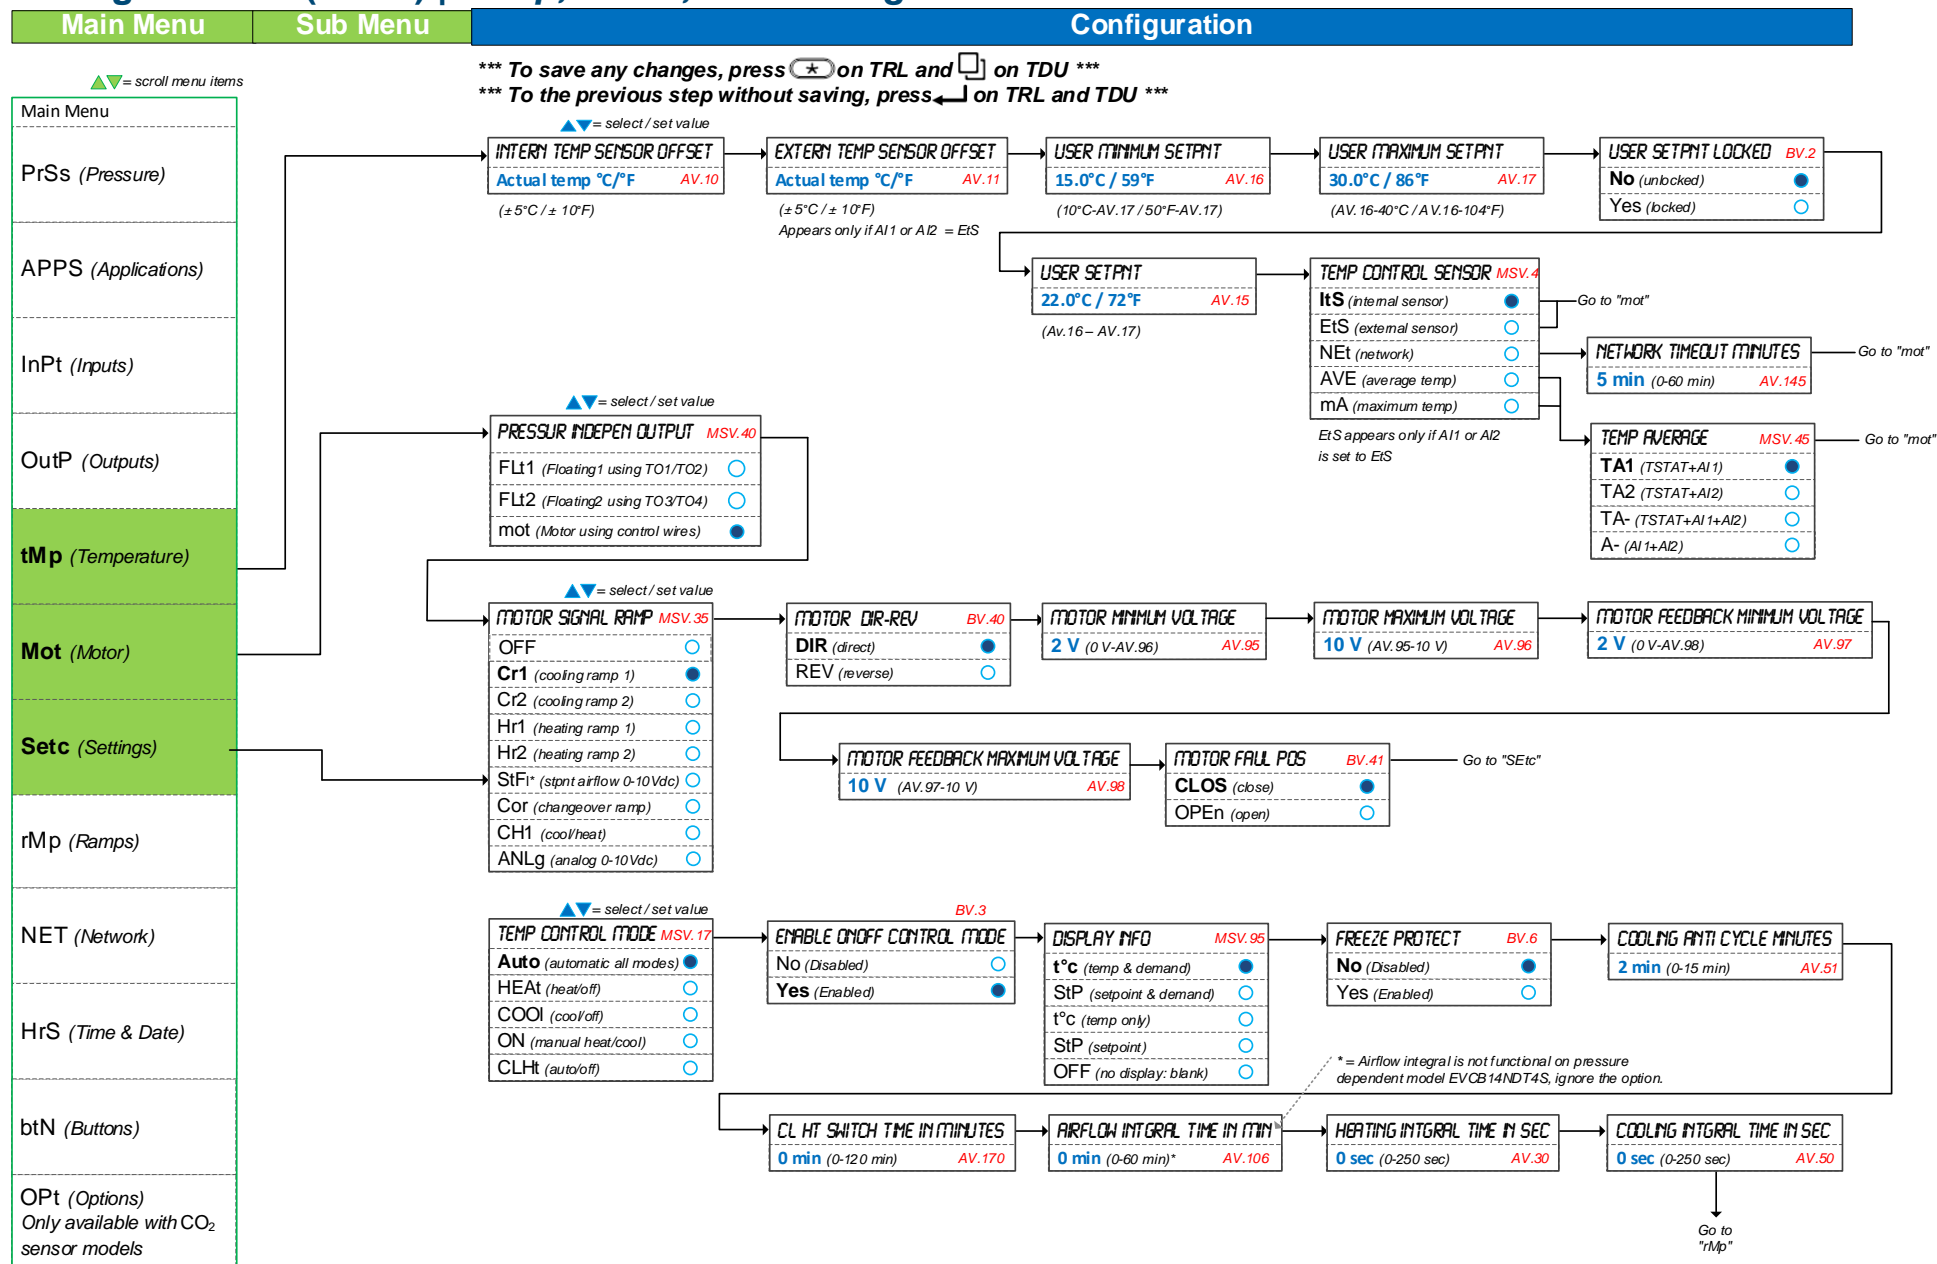 Main Menu
Sub Menu
Configuration
= scroll menu items
*** To save any changes, press * on TRL and on TDU ***
*** To the previous step without saving, press on TRL and TDU ***
Main Menu
PrSs (Pressure)
APPS (Applications)
InPt (Inputs)
OutP (Outputs)
tMp (Temperature)
Mot (Motor)
Setc (Settings)
rMp (Ramps)
NET (Network)
HrS (Time & Date)
btN (Buttons)
OPt (Options)
Only available with CO₂
sensor models
= select / set value
INTERN TEMP SENSOR OFFSET
Actual temp °C/°F AV.10
(± 5°C / ± 10°F)
EXTERN TEMP SENSOR OFFSET
Actual temp °C/°F AV.11
(± 5°C / ± 10°F)
Appears only if AI1 or AI2 = EtS
USER MINIMUM SETPNT
15.0°C / 59°F AV.16
(10°C-AV.17 / 50°F-AV.17)
USER MAXIMUM SETPNT
30.0°C / 86°F AV.17
(AV.16-40°C / AV.16-104°F)
USER SETPNT LOCKED BV.2
No (unlocked)
Yes (locked)
USER SETPNT
22.0°C / 72°F AV.15
(Av.16 – AV.17)
TEMP CONTROL SENSOR MSV.4
ItS (internal sensor)
EtS (external sensor)
NEt (network)
AVE (average temp)
mA (maximum temp)
EtS appears only if AI1 or AI2
is set to EtS
Go to "mot"
NETWORK TIMEOUT MINUTES
5 min (0-60 min) AV.145
Go to "mot"
TEMP AVERAGE MSV.45
TA1 (TSTAT+AI1)
TA2 (TSTAT+AI2)
TA- (TSTAT+AI1+AI2)
A- (AI1+AI2)
Go to "mot"
= select / set value
PRESSUR INDEPEN OUTPUT MSV.40
FLt1 (Floating1 using TO1/TO2)
FLt2 (Floating2 using TO3/TO4)
mot (Motor using control wires)
= select / set value
MOTOR SIGNAL RAMP MSV.35
OFF
Cr1 (cooling ramp 1)
Cr2 (cooling ramp 2)
Hr1 (heating ramp 1)
Hr2 (heating ramp 2)
StFI* (stpnt airflow 0-10Vdc)
Cor (changeover ramp)
CH1 (cool/heat)
ANLg (analog 0-10Vdc)
MOTOR DIR-REV BV.40
DIR (direct)
REV (reverse)
MOTOR MINIMUM VOLTAGE
2 V (0 V-AV.96) AV.95
MOTOR MAXIMUM VOLTAGE
10 V (AV.95-10 V) AV.96
MOTOR FEEDBACK MINIMUM VOLTAGE
2 V (0 V-AV.98) AV.97
MOTOR FEEDBACK MAXIMUM VOLTAGE
10 V (AV.97-10 V) AV.98
MOTOR FAUL POS BV.41
CLOS (close)
OPEn (open)
Go to "SEtc"
= select / set value
TEMP CONTROL MODE MSV.17
Auto (automatic all modes)
HEAt (heat/off)
COOl (cool/off)
ON (manual heat/cool)
CLHt (auto/off)
BV.3
ENABLE ONOFF CONTROL MODE
No (Disabled)
Yes (Enabled)
DISPLAY INFO MSV.95
t°c (temp & demand)
StP (setpoint & demand)
t°c (temp only)
StP (setpoint)
OFF (no display: blank)
FREEZE PROTECT BV.6
No (Disabled)
Yes (Enabled)
COOLING ANTI CYCLE MINUTES
2 min (0-15 min) AV.51
* = Airflow integral is not functional on pressure
dependent model EVCB14NDT4S, ignore the option.
CL HT SWITCH TIME IN MINUTES
0 min (0-120 min) AV.170
AIRFLOW INTGRAL TIME IN MIN
0 min (0-60 min)* AV.106
HEATING INTGRAL TIME IN SEC
0 sec (0-250 sec) AV.30
COOLING INTGRAL TIME IN SEC
0 sec (0-250 sec) AV.50
Go to
"rMp"